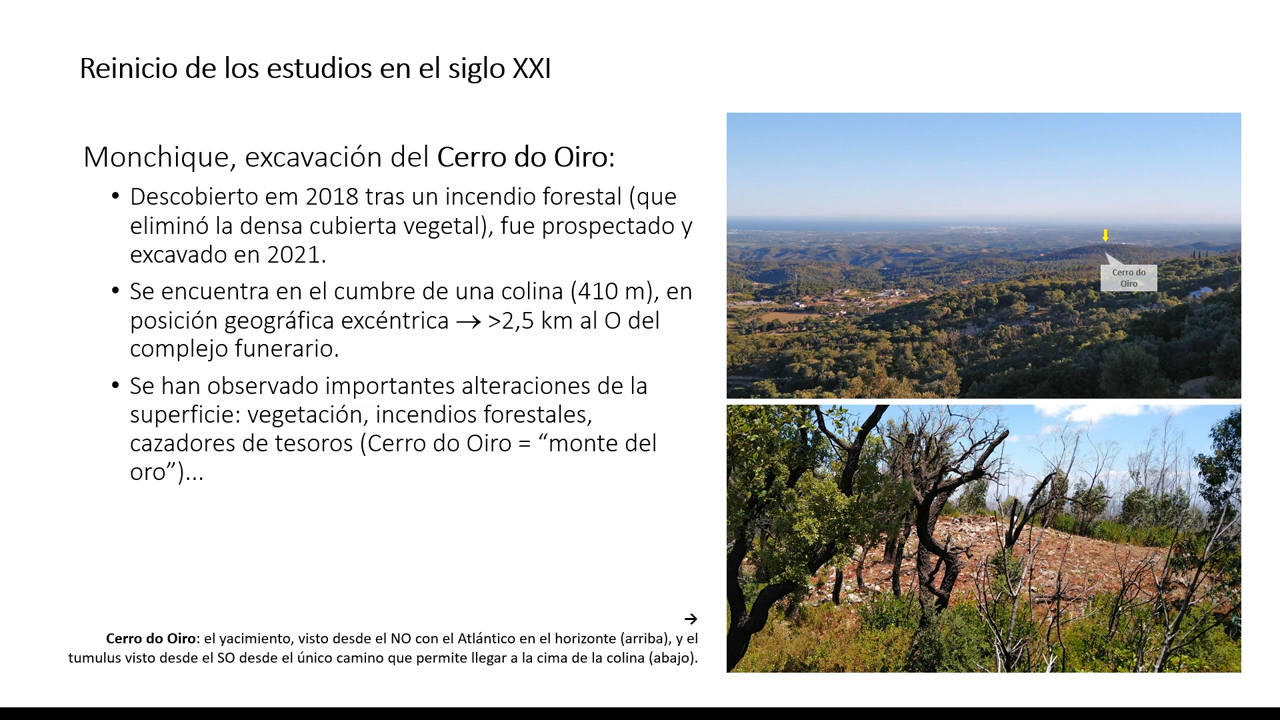 Reinicio de los estudios en el siglo XXI
Monchique, excavación del Cerro do Oiro:
• Descobierto em 2018 tras un incendio forestal (que
eliminó la densa cubierta vegetal), fue prospectado y
excavado en 2021.
• Se encuentra en el cumbre de una colina (410 m), en
posición geográfica excéntrica → >2,5 km al O del
complejo funerario.
• Se han observado importantes alteraciones de la
superficie: vegetación, incendios forestales,
cazadores de tesoros (Cerro do Oiro = “monte del
oro”)...
Cerro do
Oiro
→
Cerro do Oiro: el yacimiento, visto desde el NO con el Atlántico en el horizonte (arriba), y el
tumulus visto desde el SO desde el único camino que permite llegar a la cima de la colina (abajo).